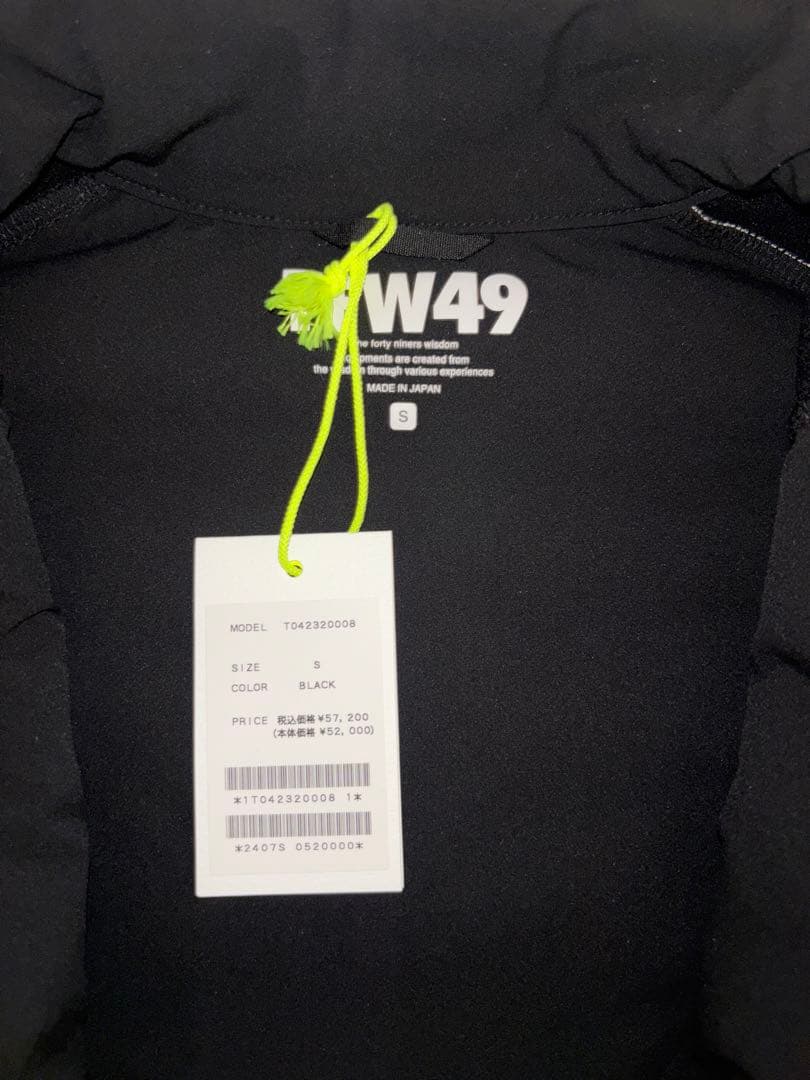 W49
forty niners wisdom
are created from
the through various experiences
MADE IN JAPAN
S
MODEL T042320008
SIZE S
COLOR BLACK
PRICE 税込価格 ¥57,200
(本体価格 ¥52,000)
*1T042320008 1*
*2407S 0520000*